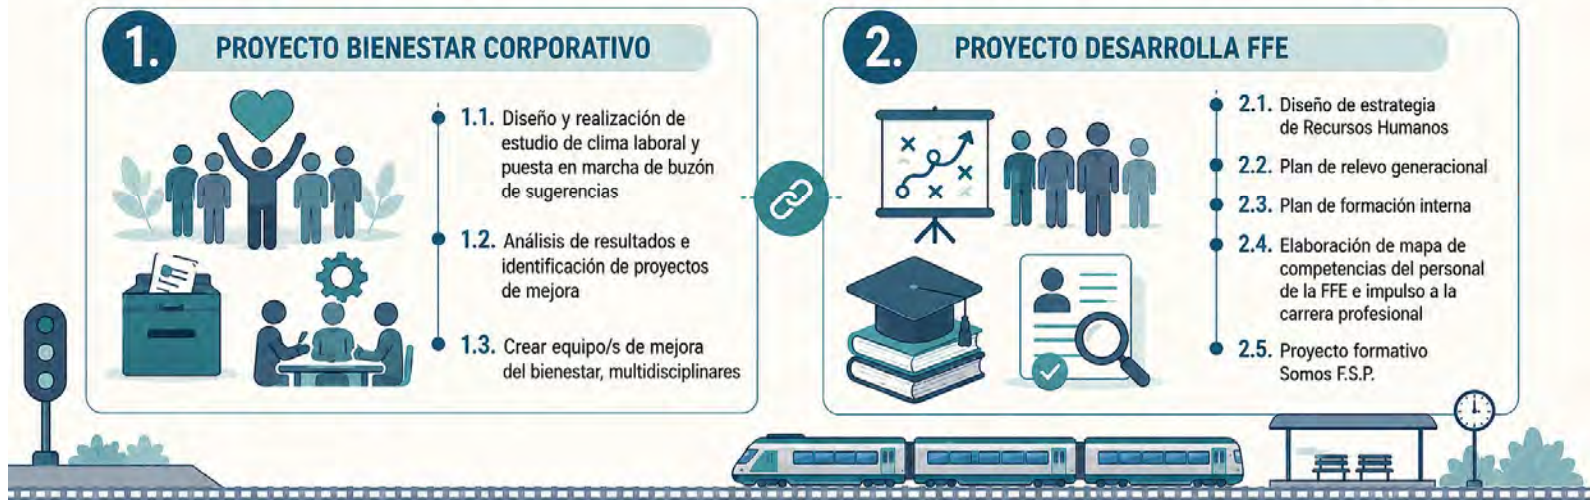 1. PROYECTO BIENESTAR CORPORATIVO
1.1. Diseño y realización de
estudio de clima laboral y
puesta en marcha de buzón
de sugerencias
1.2. Análisis de resultados e
identificación de proyectos
de mejora
1.3. Crear equipo/s de mejora
del bienestar, multidisciplinares
2. PROYECTO DESARROLLA FFE
2.1. Diseño de estrategia
de Recursos Humanos
2.2. Plan de relevo generacional
2.3. Plan de formación interna
2.4. Elaboración de mapa de
competencias del personal
de la FFE e impulso a la
carrera profesional
2.5. Proyecto formativo
Somos F.S.P.